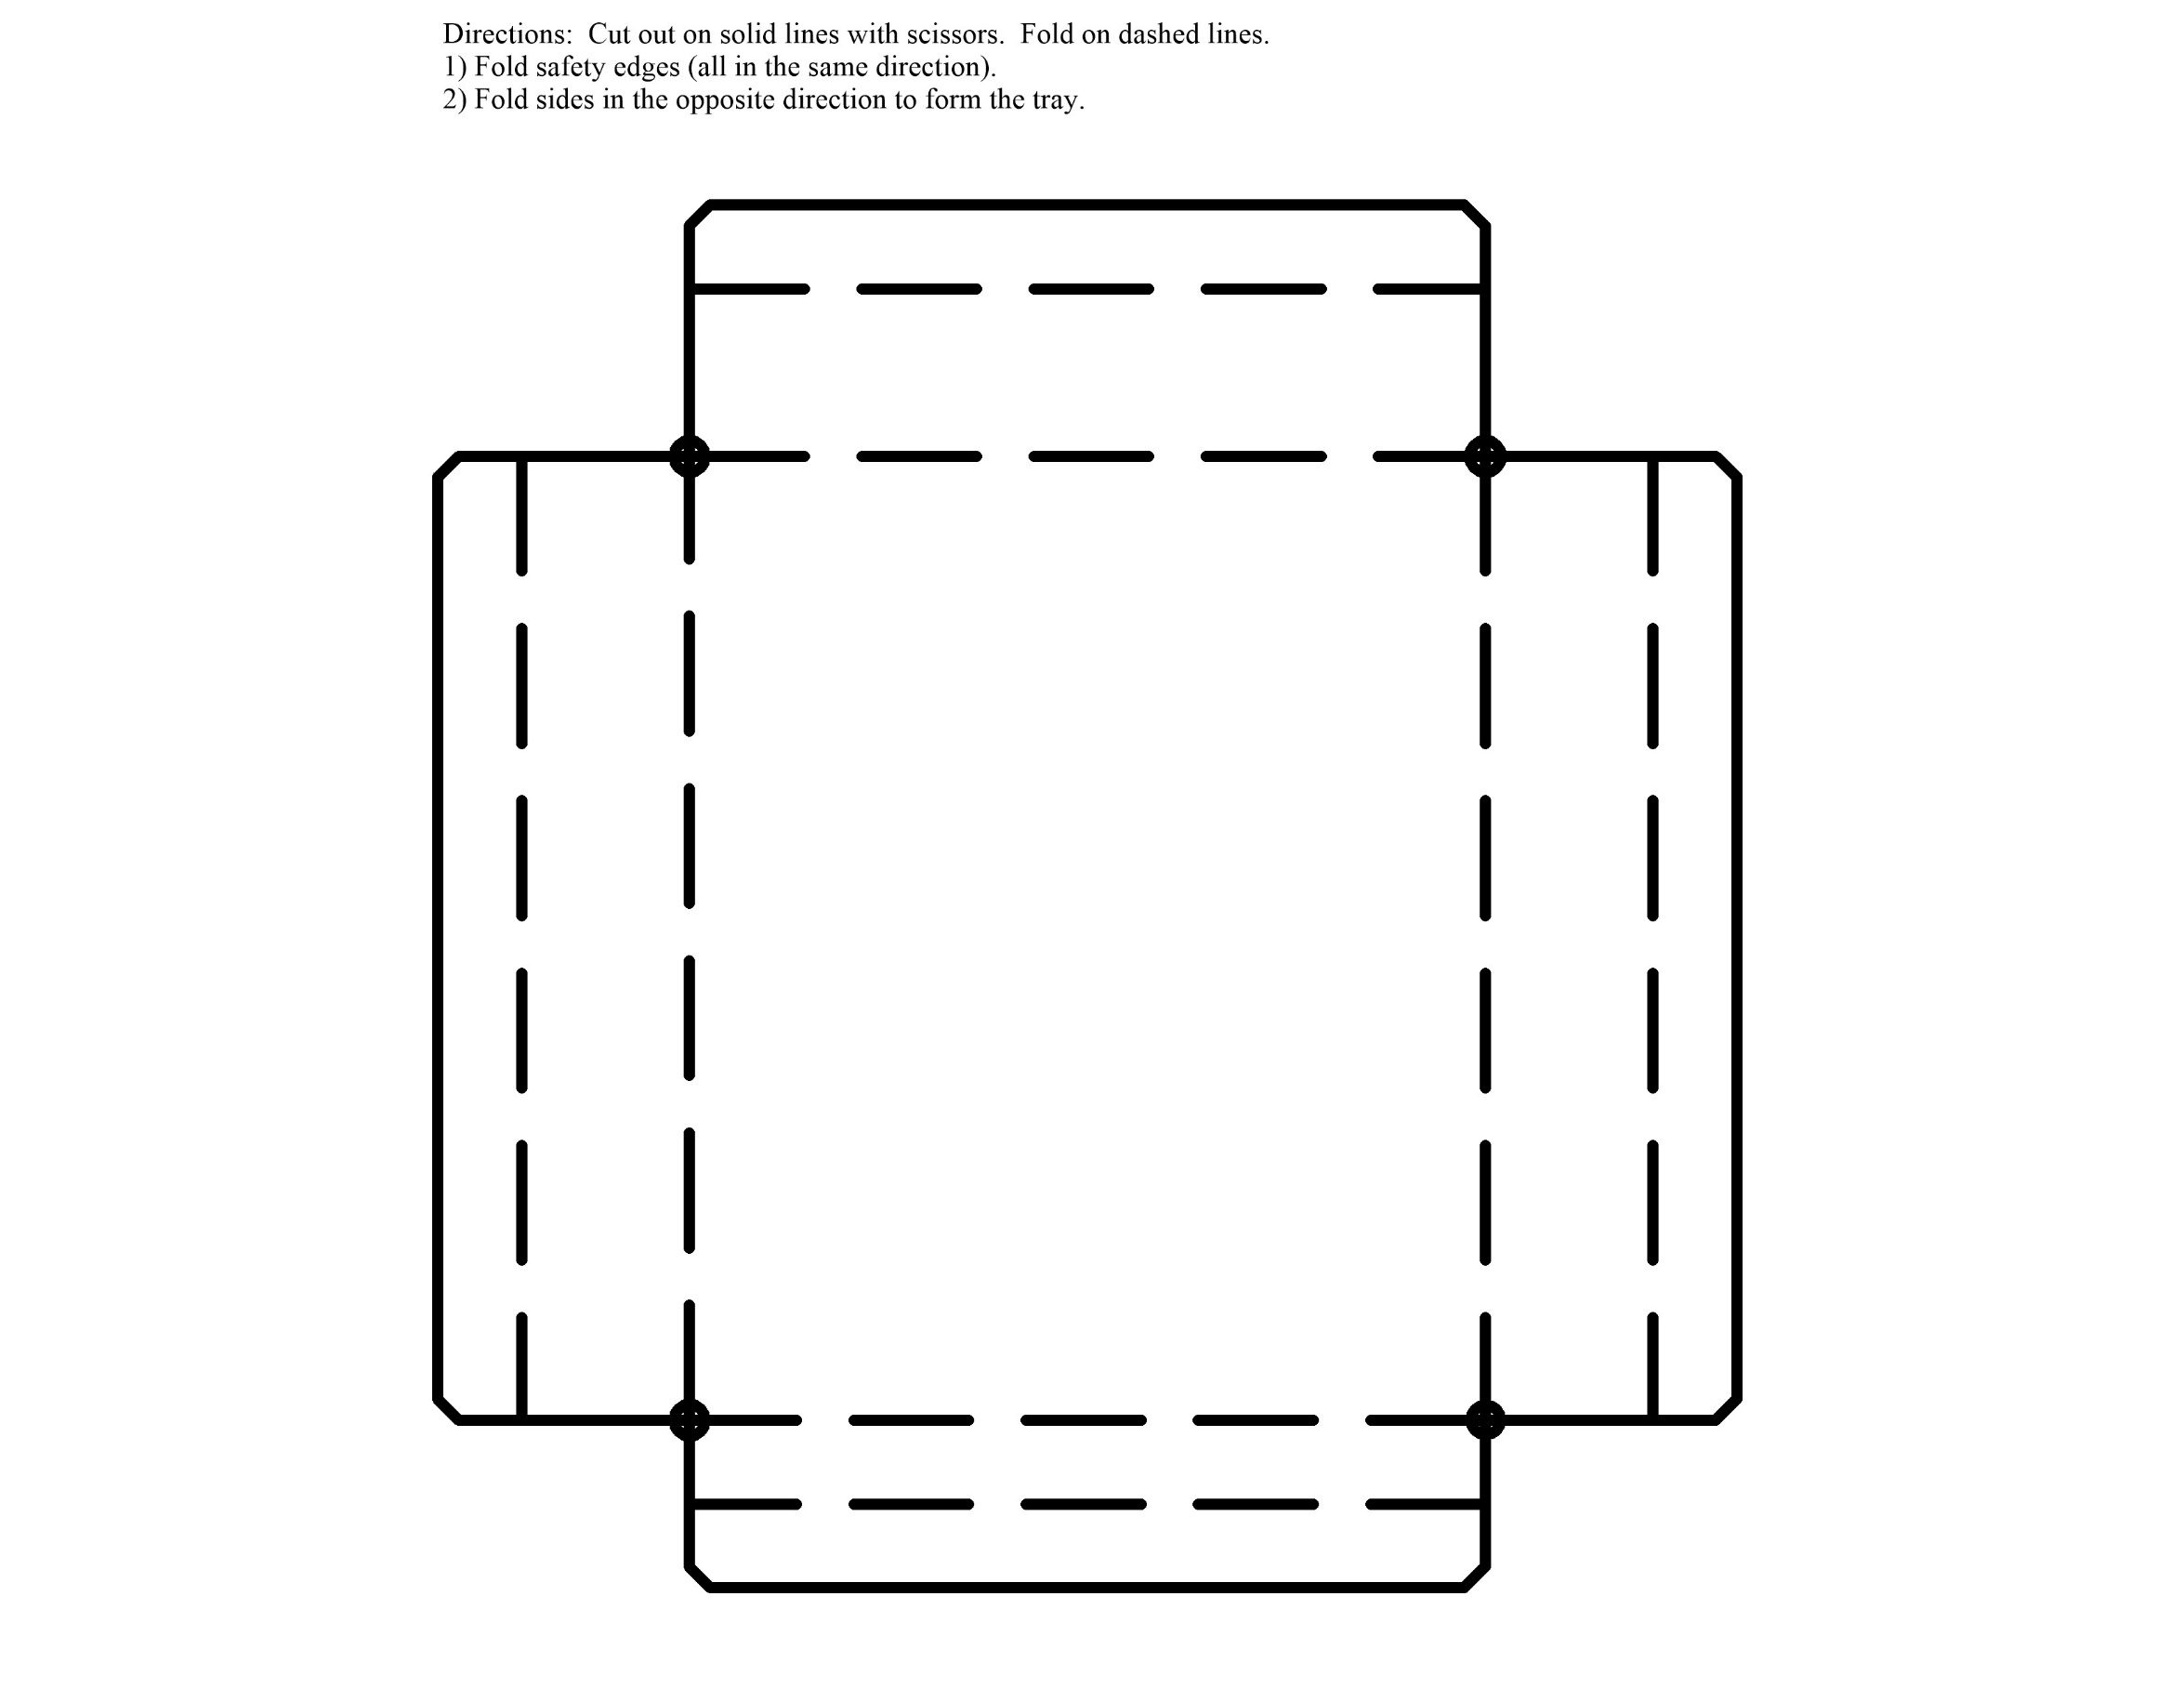 Directions:  Cut out on solid lines with scissors.  Fold on dashed lines.
1) Fold safety edges (all in the same direction).
2) Fold sides in the opposite direction to form the tray.